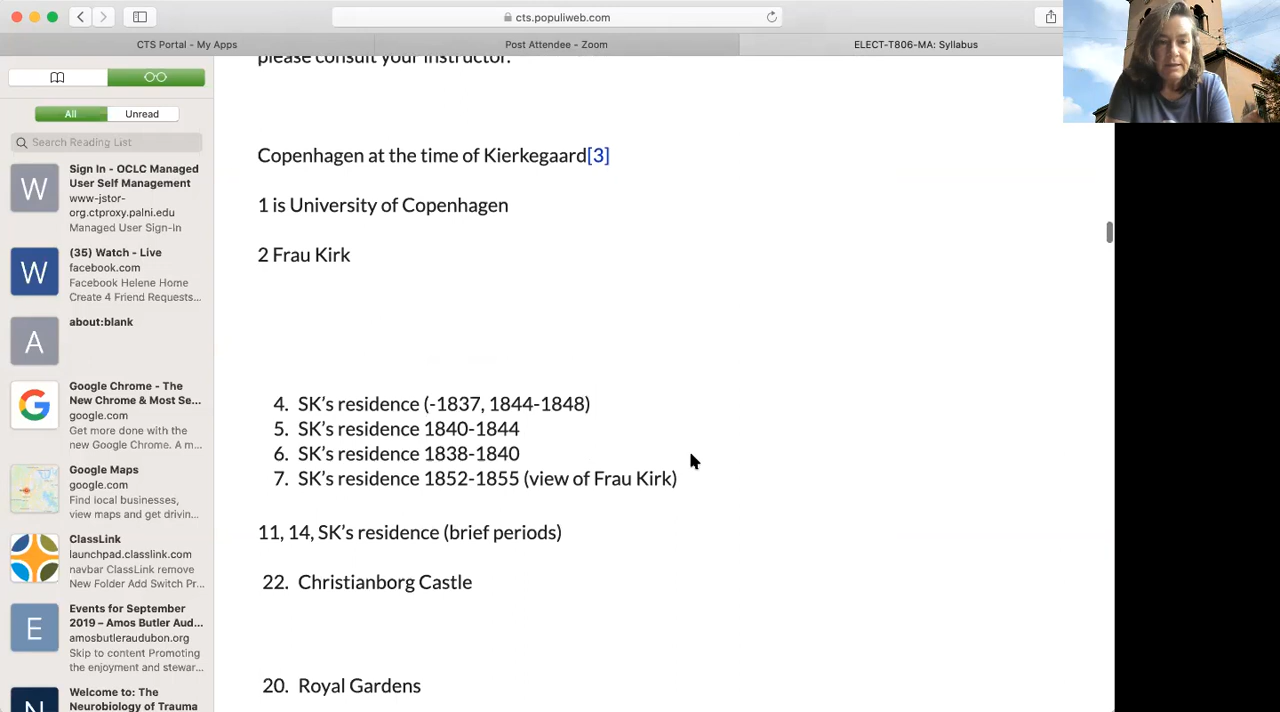 cts.populiweb.com
CTS Portal - My Apps
Post Attendee - Zoom
ELECT-T806-MA: Syllabus
All
Unread
Search Reading List
W
Sign In - OCLC Managed
User Self Management
www-jstor-
org.ctproxy.palni.edu
Managed User Sign-In
W
(35) Watch - Live
facebook.com
Facebook Helene Home
Create 4 Friend Requests...
A
about:blank
Google Chrome - The
New Chrome & Most Se...
google.com
Get more done with the
new Google Chrome. A m...
Google Maps
google.com
Find local businesses,
view maps and get drivin...
ClassLink
launchpad.classlink.com
navbar ClassLink remove
New Folder Add Switch Pr...
E
Events for September
2019 – Amos Butler Aud...
amosbutleraudubon.org
Skip to content Promoting
the enjoyment and stewar...
N
Welcome to: The
Neurobiology of Trauma
please consult your instructor.
Copenhagen at the time of Kierkegaard[3]
1 is University of Copenhagen
2 Frau Kirk
4. SK’s residence (-1837, 1844-1848)
5. SK’s residence 1840-1844
6. SK’s residence 1838-1840
7. SK’s residence 1852-1855 (view of Frau Kirk)
11, 14, SK’s residence (brief periods)
22. Christianborg Castle
20. Royal Gardens